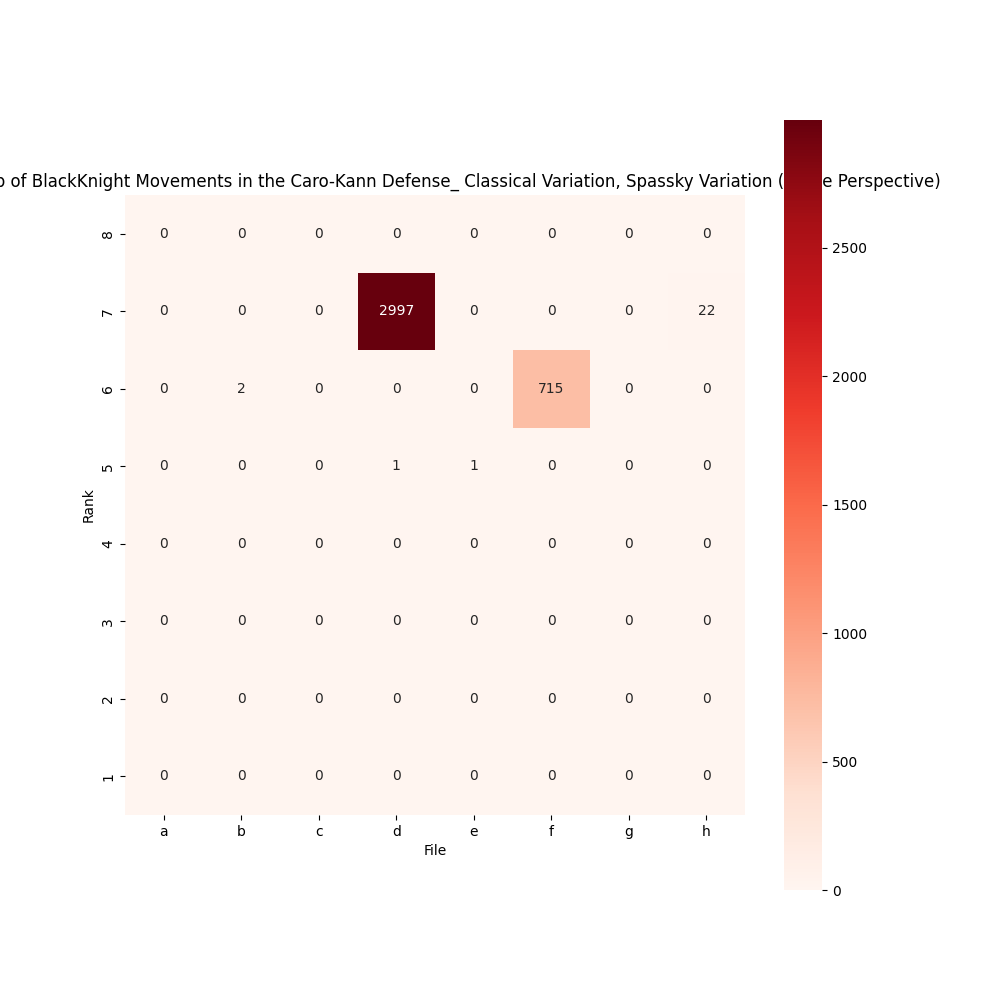 of BlackKnight Movements in the Caro-Kann Defense_ Classical Variation, Spassky Variation ( Perspective)
8 0 0 0 0 0 0 0 0
7 0 0 0 2997 0 0 0 22
6 0 2 0 0 0 715 0 0
5 0 0 0 1 1 0 0 0
4 0 0 0 0 0 0 0 0
3 0 0 0 0 0 0 0 0
2 0 0 0 0 0 0 0 0
1 0 0 0 0 0 0 0 0
Rank
a b c d e f g h
File
2500
2000
1500
1000
500
0